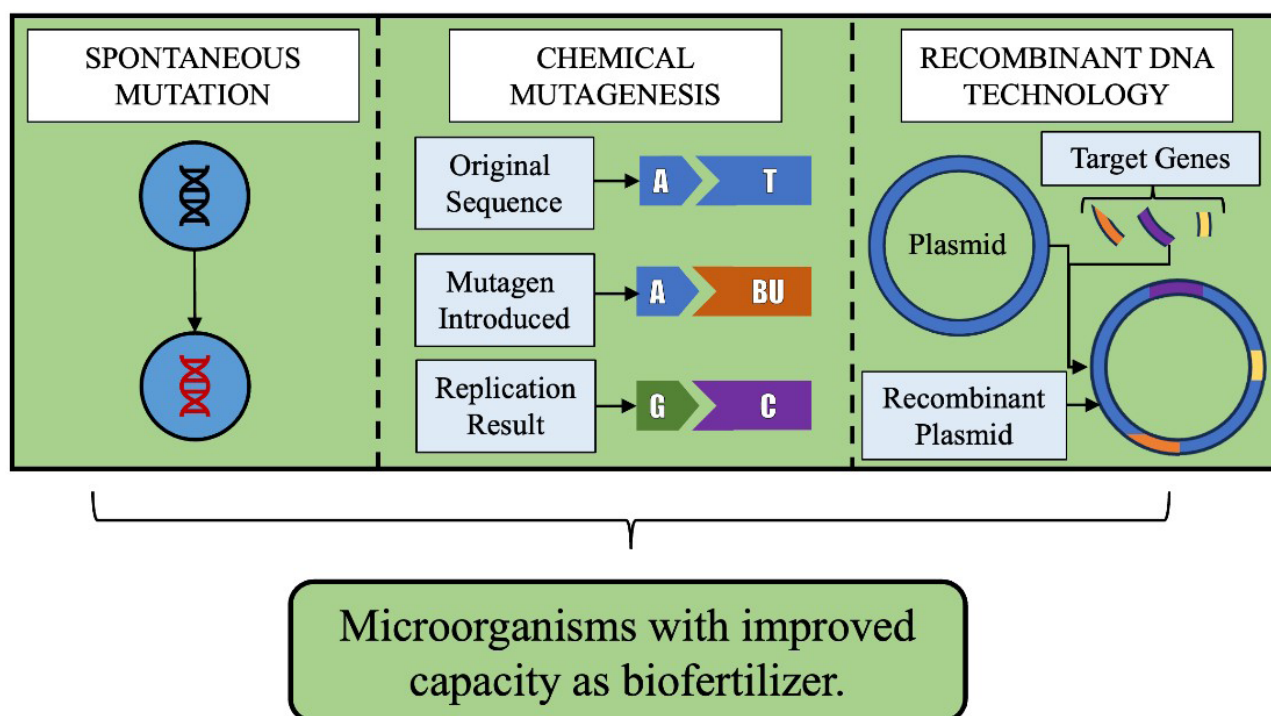 SPONTANEOUS
MUTATION
CHEMICAL
MUTAGENESIS
Original
Sequence
A
T
Mutagen
Introduced
A
BU
Replication
Result
G
C
RECOMBINANT DNA
TECHNOLOGY
Target Genes
Plasmid
Recombinant
Plasmid
Microorganisms with improved
capacity as biofertilizer.